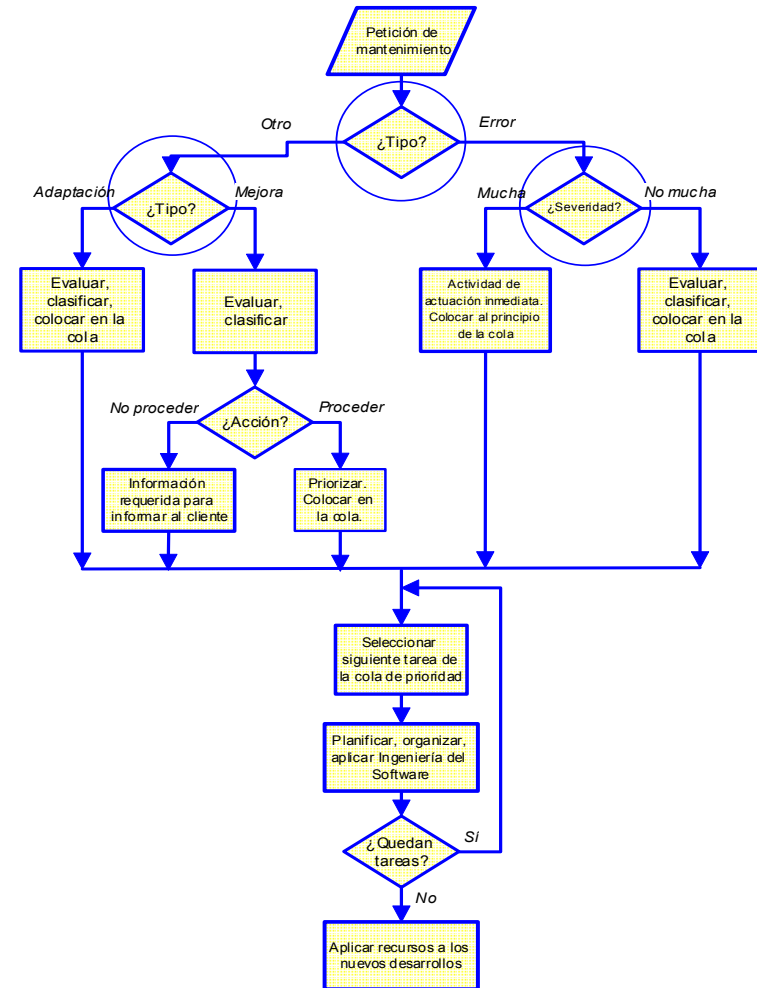 Petición de
mantenimiento
Otro
Error
¿Tipo?
Adaptación
Mejora
Mucha
No mucha
¿Tipo?
¿Severidad?
Evaluar,
clasificar,
colocar en la
cola
Evaluar,
clasificar
Actividad de
actuación inmediata.
Colocar al principio
de la cola
Evaluar,
clasificar,
colocar en la
cola
No proceder
Proceder
¿Acción?
Información
requerida para
informar al cliente
Priorizar.
Colocar en
la cola.
Seleccionar
siguiente tarea de
la cola de prioridad
Planificar, organizar,
aplicar Ingeniería del
Software
¿Quedan
tareas?
Sí
No
Aplicar recursos a los
nuevos desarrollos